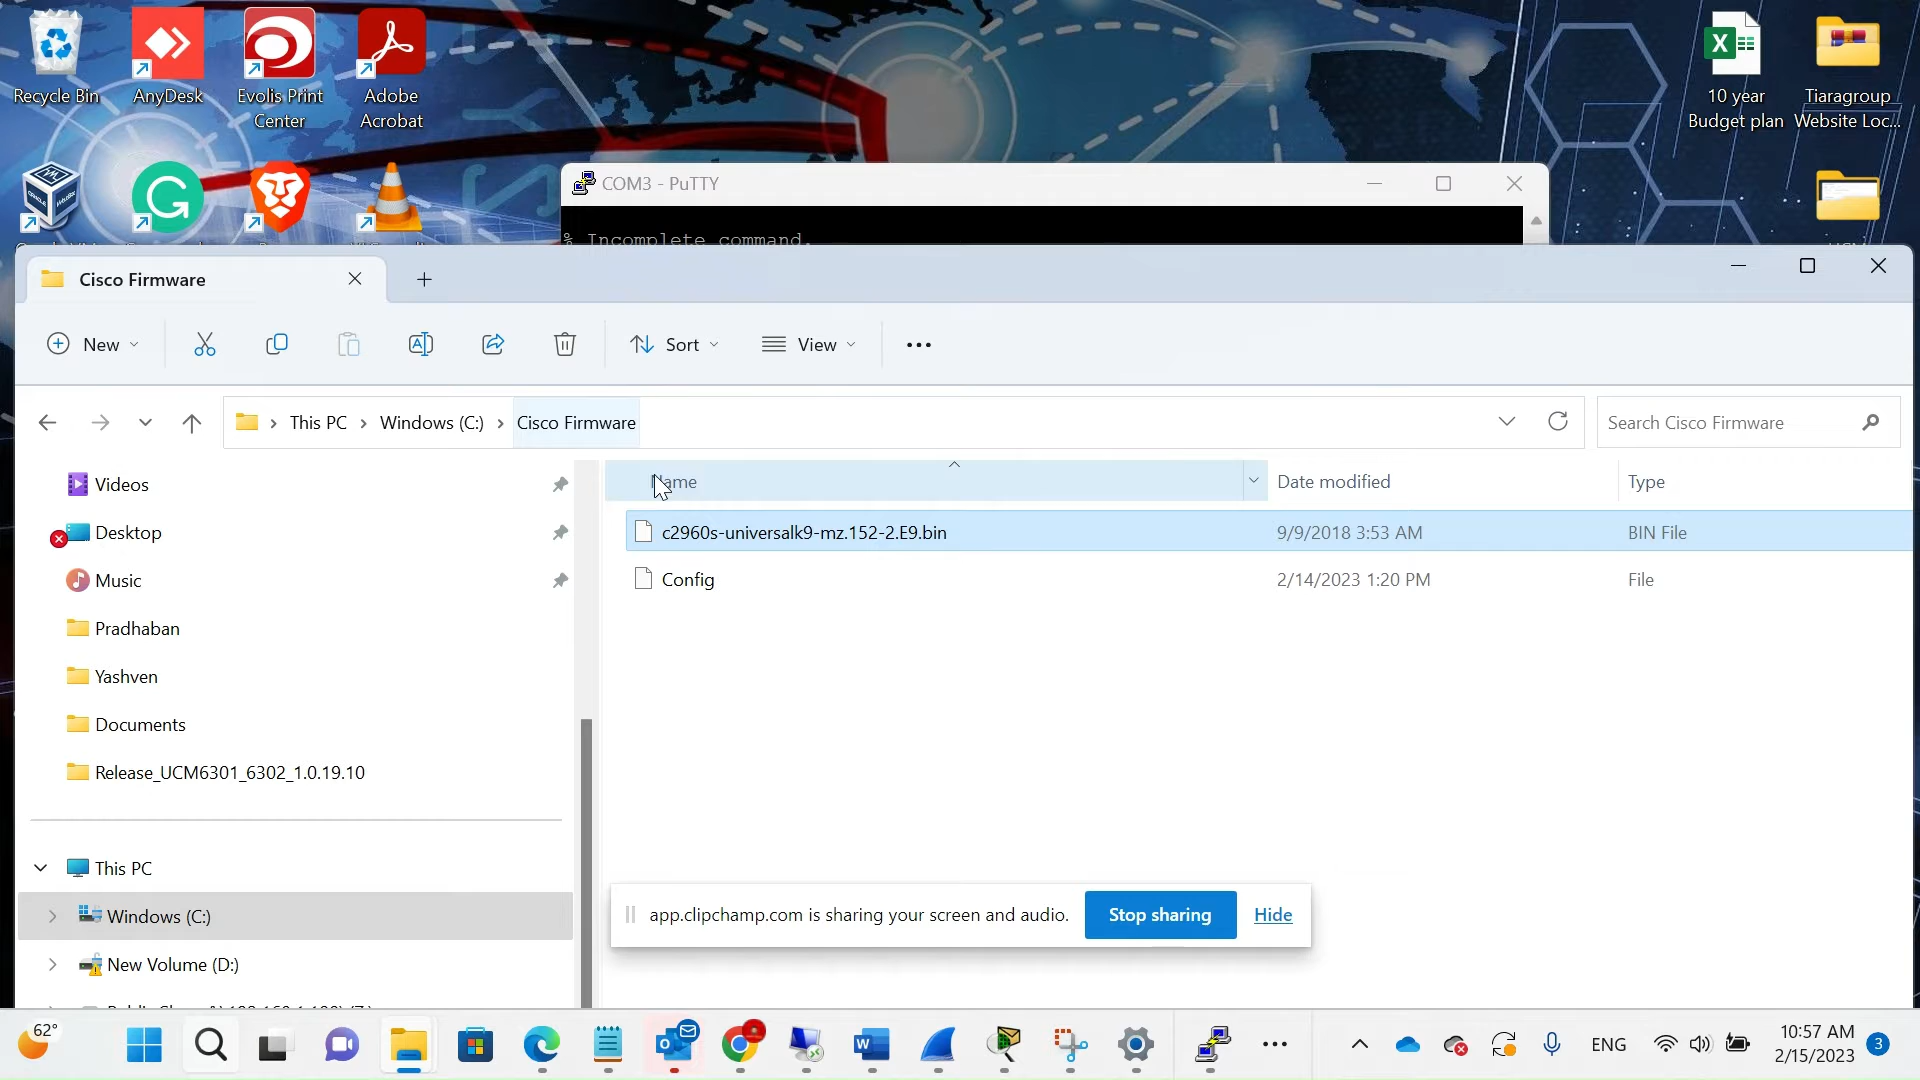 Recycle Bin
AnyDesk
Evolis Print
Center
Adobe
Acrobat
10 year
Budget plan
Tiaragroup
Website Loc...
COM3 - PuTTY
% Incomplete command.
Cisco Firmware
New
Sort
View
This PC
Windows (C:)
Cisco Firmware
Search Cisco Firmware
Videos
Desktop
Music
Pradhaban
Yashven
Documents
Release_UCM6301_6302_1.0.19.10
This PC
Windows (C:)
New Volume (D:)
Name
Date modified
Type
c2960s-universalk9-mz.152-2.E9.bin
9/9/2018 3:53 AM
BIN File
Config
2/14/2023 1:20 PM
File
app.clipchamp.com is sharing your screen and audio.
Stop sharing
Hide
62°
ENG
10:57 AM
2/15/2023
3